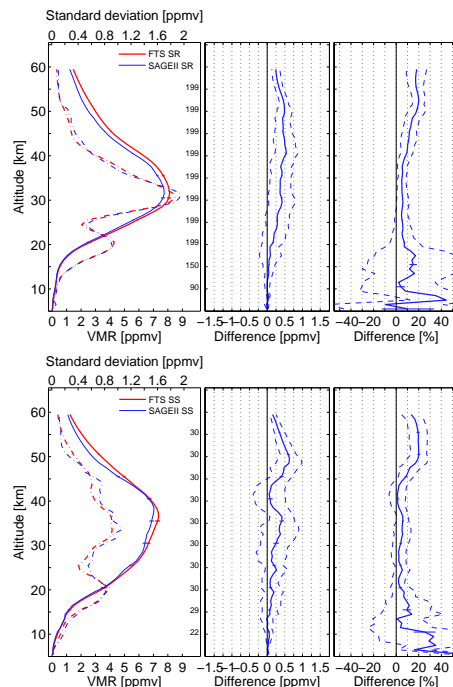 Standard deviation [ppmv]
0 0.4 0.8 1.2 1.6 2
FTS SR
SAGEII SR
60
50
40
30
20
10
Altitude [km]
199
199
199
199
199
199
199
199
150
90
0 1 2 3 4 5 6 7 8 9
VMR [ppmv]
−1.5−1−0.5 0 0.5 1 1.5
Difference [ppmv]
−40 −20 0 20 40
Difference [%]
Standard deviation [ppmv]
0 0.4 0.8 1.2 1.6 2
FTS SS
SAGEII SS
60
50
40
30
20
10
Altitude [km]
30
30
30
30
30
30
30
30
29
22
0 1 2 3 4 5 6 7 8 9
VMR [ppmv]
−1.5−1−0.5 0 0.5 1 1.5
Difference [ppmv]
−40 −20 0 20 40
Difference [%]